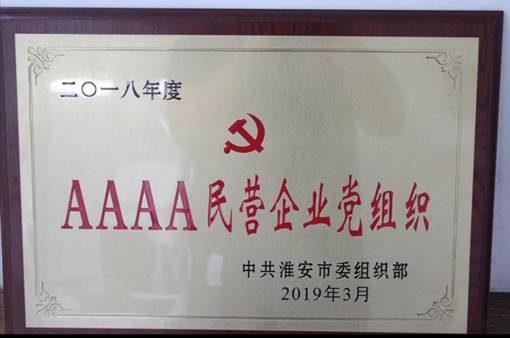 二〇一八年度
AAAA民营企业党组织
中共淮安市委组织部
2019年3月